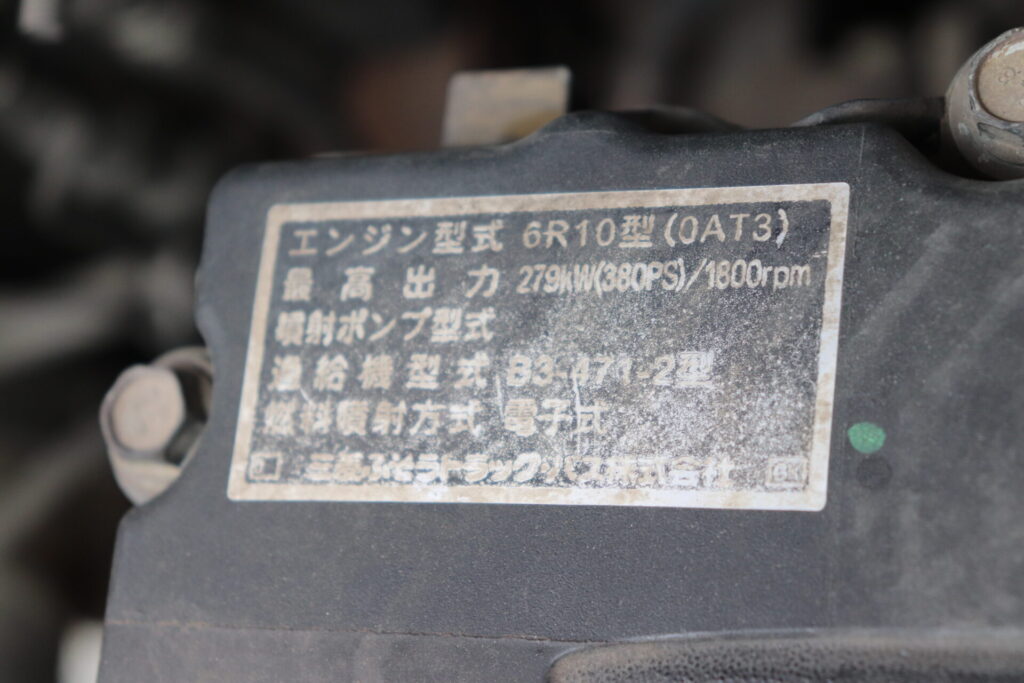 エンジン型式 6R10型(0AT3)
最高出力 279kW(380PS)/1800rpm
噴射ポンプ型式
過給機型式 B3-471-2型
燃料噴射方式 電子式
三菱ふそうトラック・バス株式会社